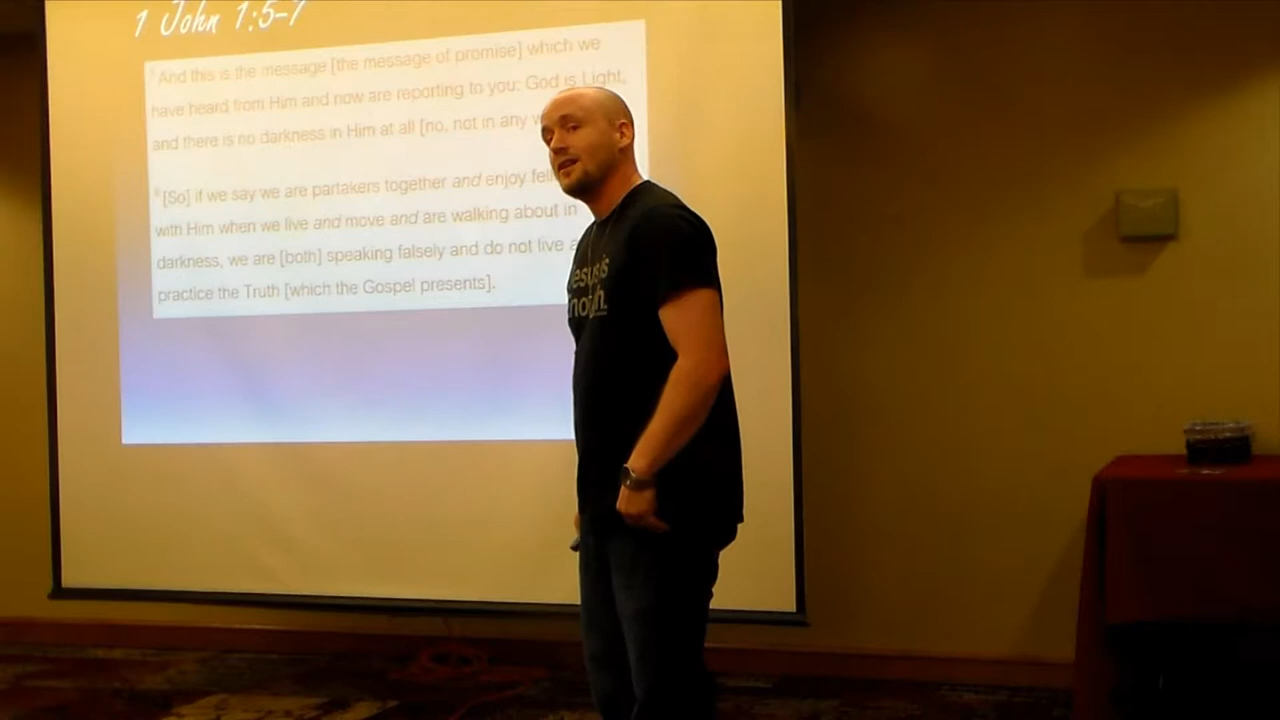 1 John 1:5-7
5 And this is the message [the message of promise] which we
have heard from Him and now are reporting to you: God is Light,
and there is no darkness in Him at all [no, not in any
6 [So] if we say we are partakers together and enjoy
with Him when we live and move and are walking about in
darkness, we are [both] speaking falsely and do not live
practice the Truth [which the Gospel presents].
Jesus is